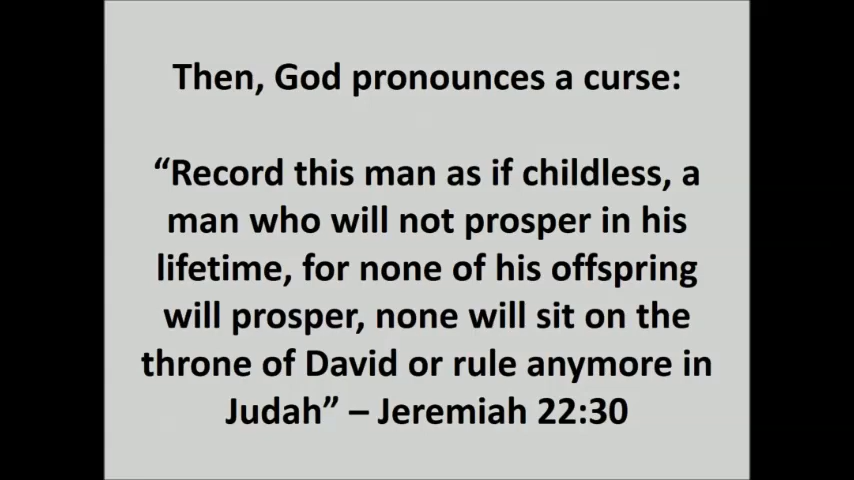 Then, God pronounces a curse:
“Record this man as if childless, a
man who will not prosper in his
lifetime, for none of his offspring
will prosper, none will sit on the
throne of David or rule anymore in
Judah” – Jeremiah 22:30